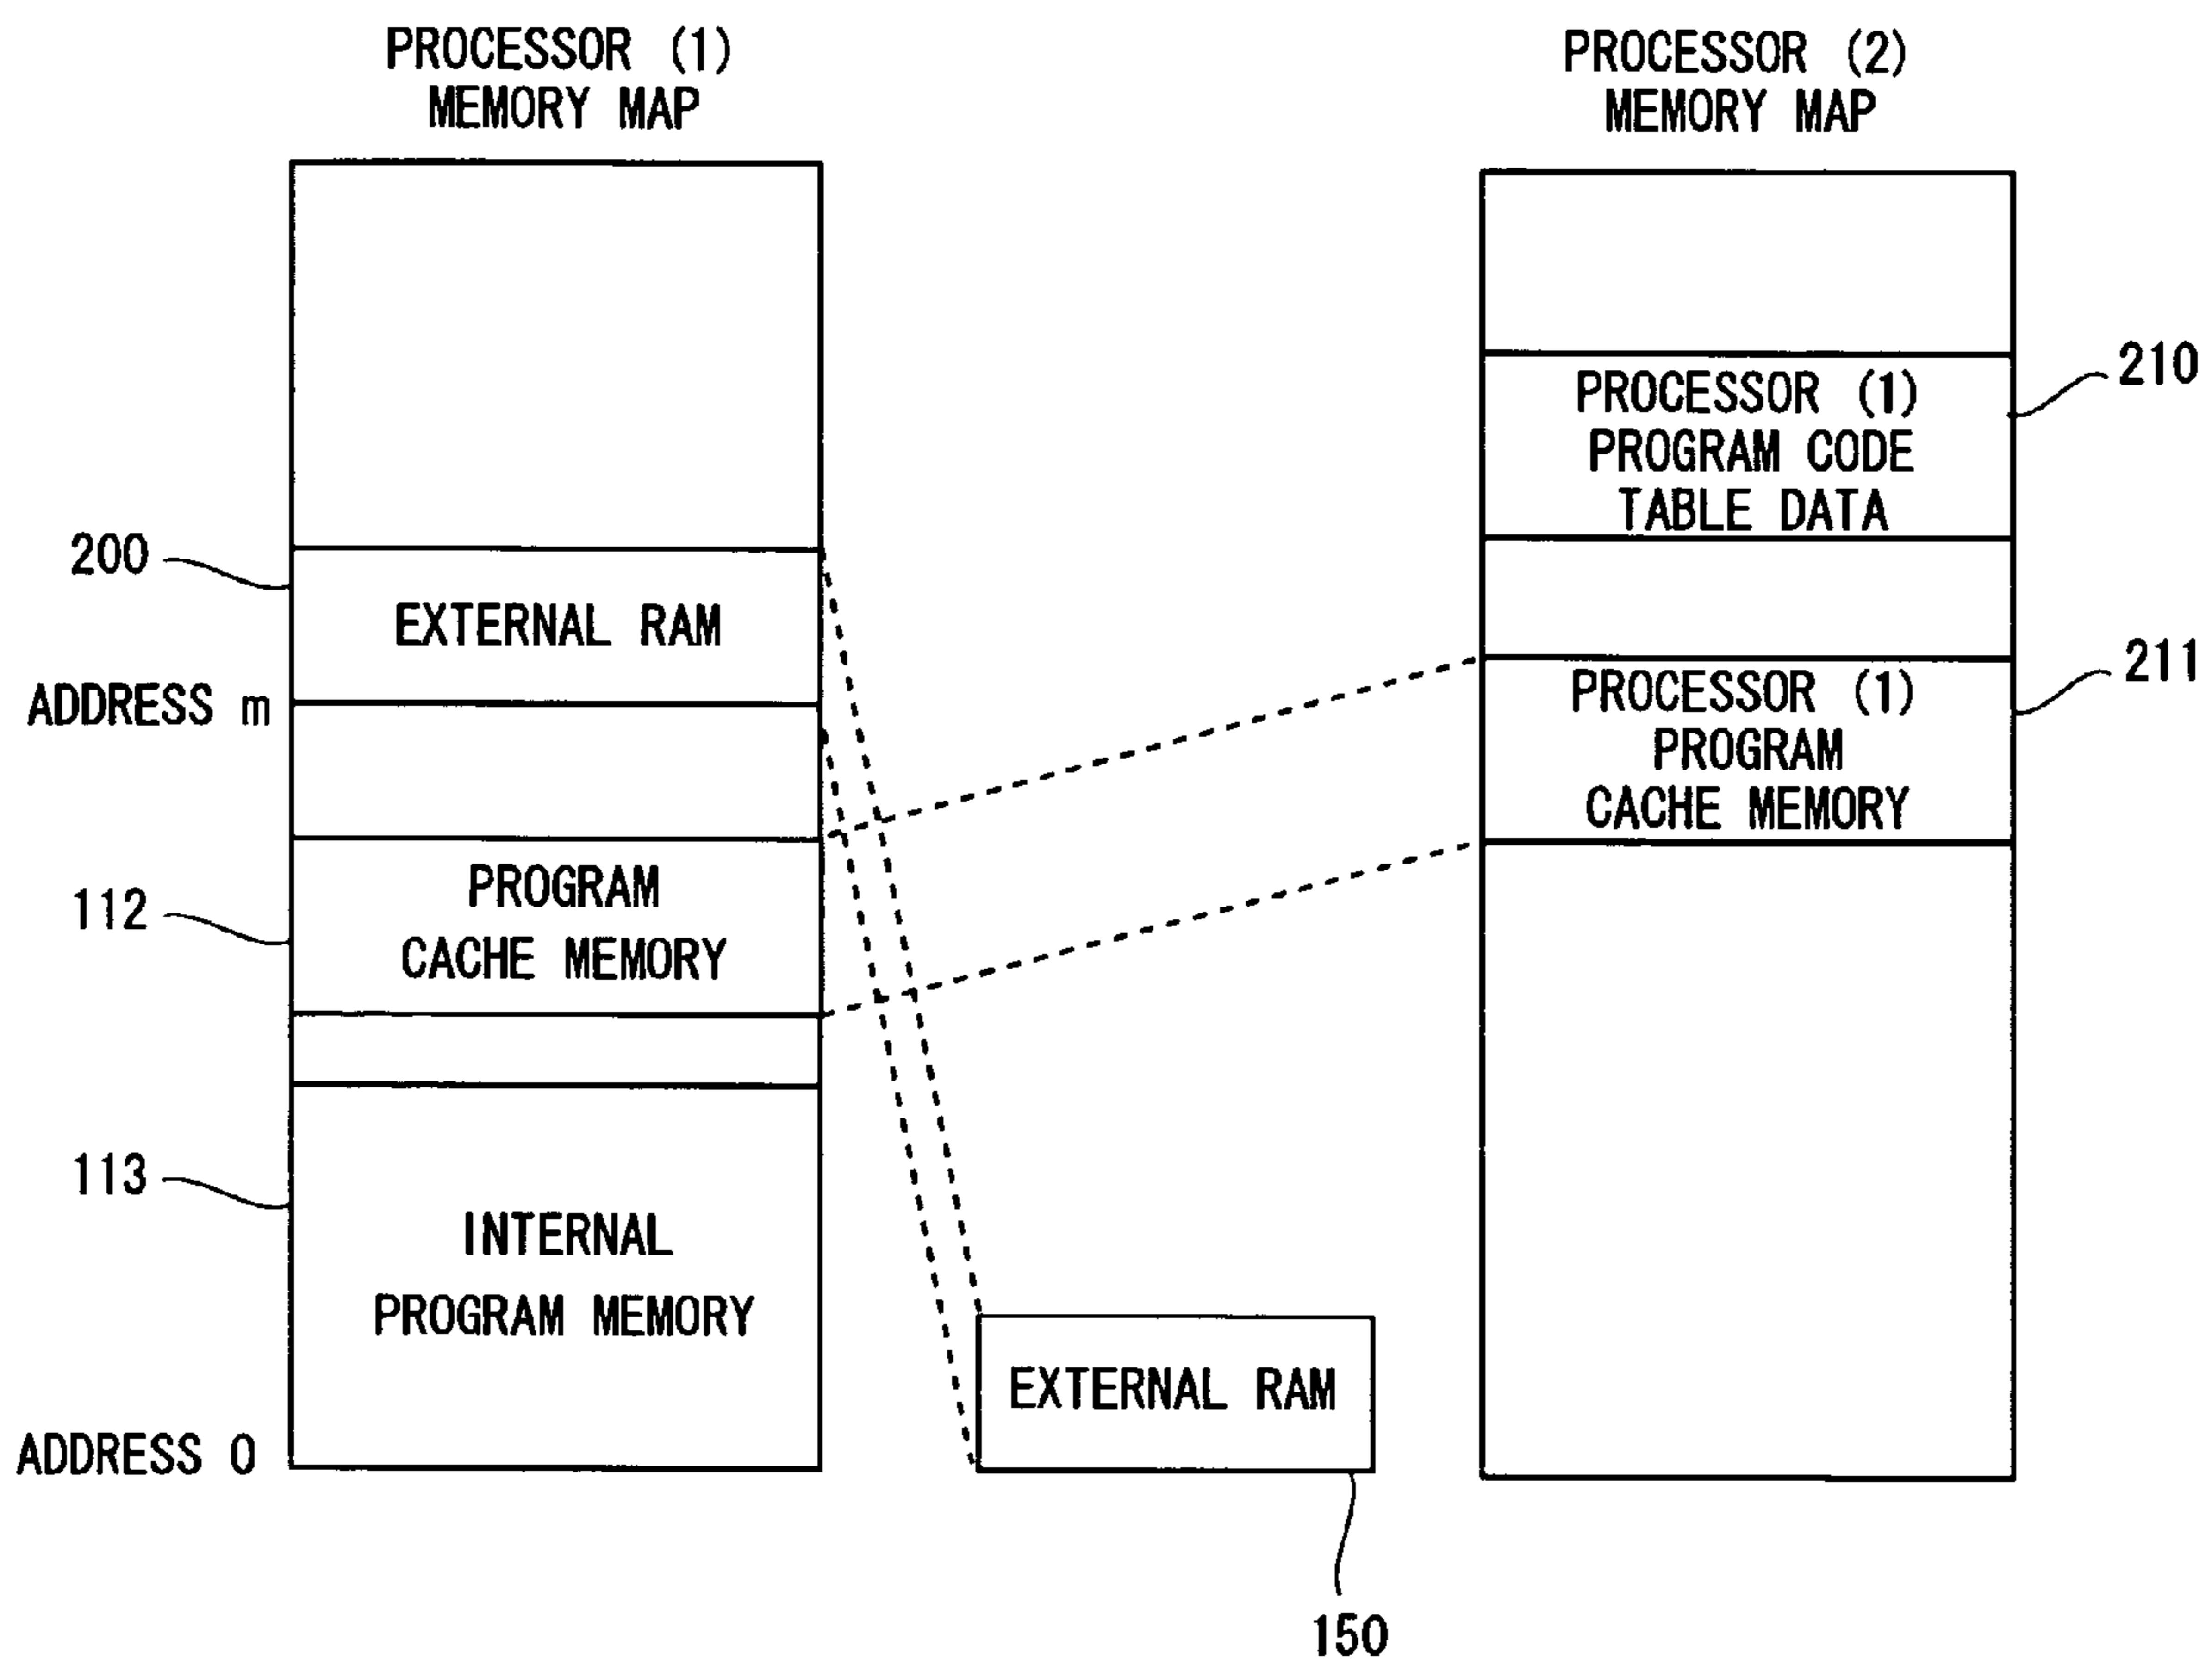 PROCESSOR (1)
MEMORY MAP
200
EXTERNAL RAM
ADDRESS m
112
PROGRAM
CACHE MEMORY
113
INTERNAL
PROGRAM MEMORY
ADDRESS 0
EXTERNAL RAM
150
PROCESSOR (2)
MEMORY MAP
PROCESSOR (1)
PROGRAM CODE
TABLE DATA
210
PROCESSOR (1)
PROGRAM
CACHE MEMORY
211